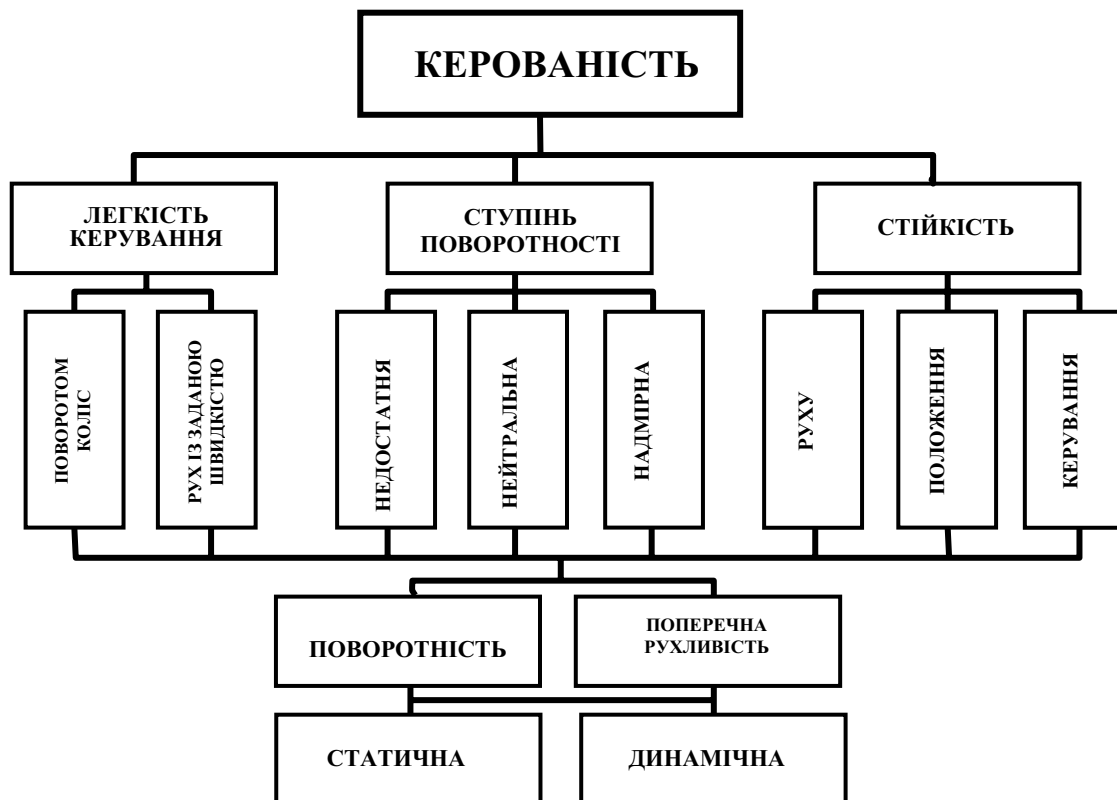 КЕРОВАНІСТЬ
ЛЕГКІСТЬ
КЕРУВАННЯ
СТУПІНЬ
ПОВОРОТНОСТІ
СТІЙКІСТЬ
ПОВОРОТОМ
КОЛІС
РУХ ІЗ ЗАДАНОЮ
ШВИДКІСТЮ
НЕДОСТАТНЯ
НЕЙТРАЛЬНА
НАДМІРНА
РУХУ
ПОЛОЖЕННЯ
КЕРУВАННЯ
ПОВОРОТНІСТЬ
ПОПЕРЕЧНА
РУХЛИВІСТЬ
СТАТИЧНА
ДИНАМІЧНА